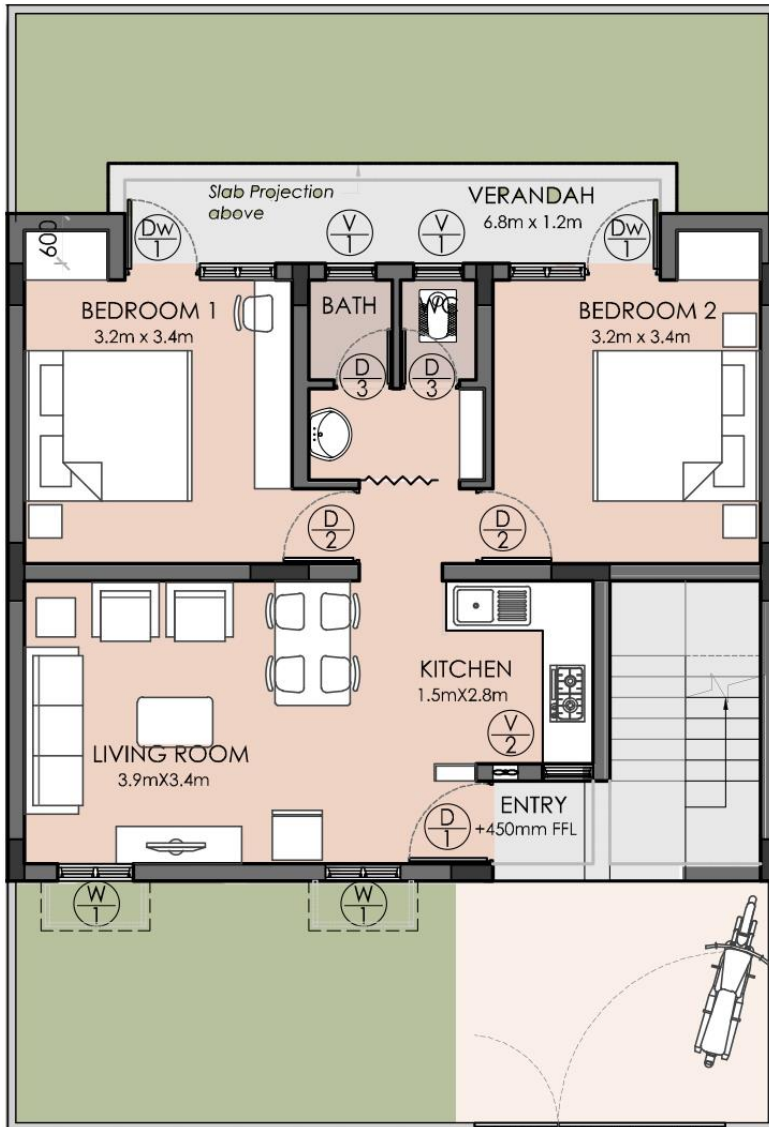 Slab Projection
above
VERANDAH
6.8m x 1.2m
600
Dw
1
V
1
V
1
Dw
1
BEDROOM 1
3.2m x 3.4m
BATH
WC
BEDROOM 2
3.2m x 3.4m
D
3
D
3
D
2
D
2
KITCHEN
1.5mX2.8m
V
2
LIVING ROOM
3.9mX3.4m
ENTRY
+450mm FFL
D
1
W
1
W
1